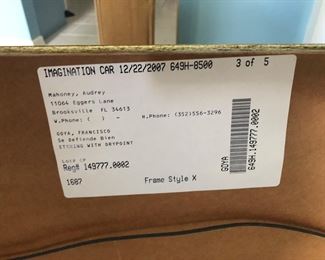 IMAGINATION CAR 12/22/2007 649H-8500 3 of 5
Mahoney, Audrey
11064 Eggers Lane
Brooksville FL 34613
W.Phone: ( ) - H.Phone: (352)556-3296
GOYA, FRANCISCO
Se Defiende Bien
ETCHING WITH DRYPOINT
Reg# 149777.0002
1687 Frame Style X
GOYA
649H.149777.0002